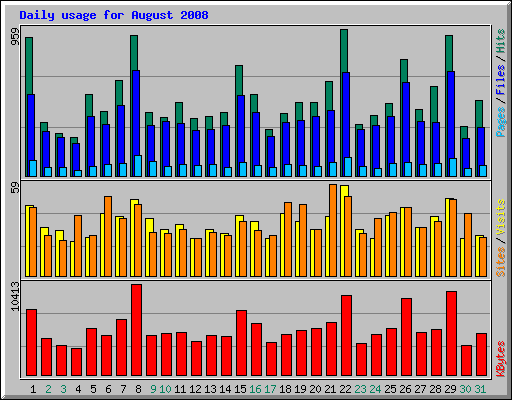 Daily usage for August 2008
959
Pages / Files / Hits
59
Sites / Visits
10413
KBytes
1 2 3 4 5 6 7 8 9 10 11 12 13 14 15 16 17 18 19 20 21 22 23 24 25 26 27 28 29 30 31